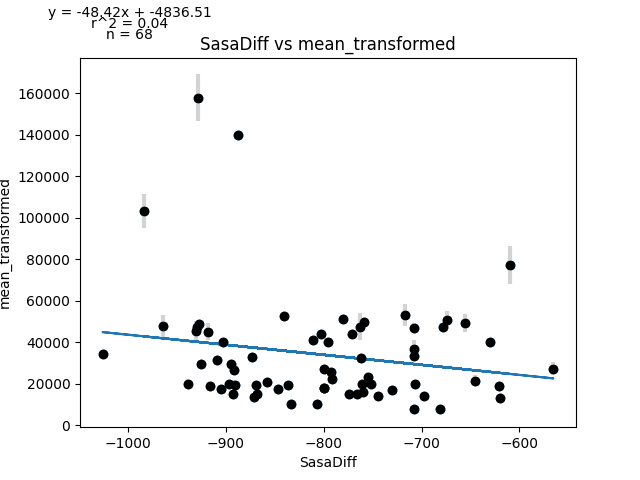 y = -48.42x + -4836.51
r^2 = 0.04
n = 68
SasaDiff vs mean_transformed
160000
140000
120000
100000
80000
60000
40000
20000
0
mean_transformed
−1000
−900
−800
−700
−600
SasaDiff